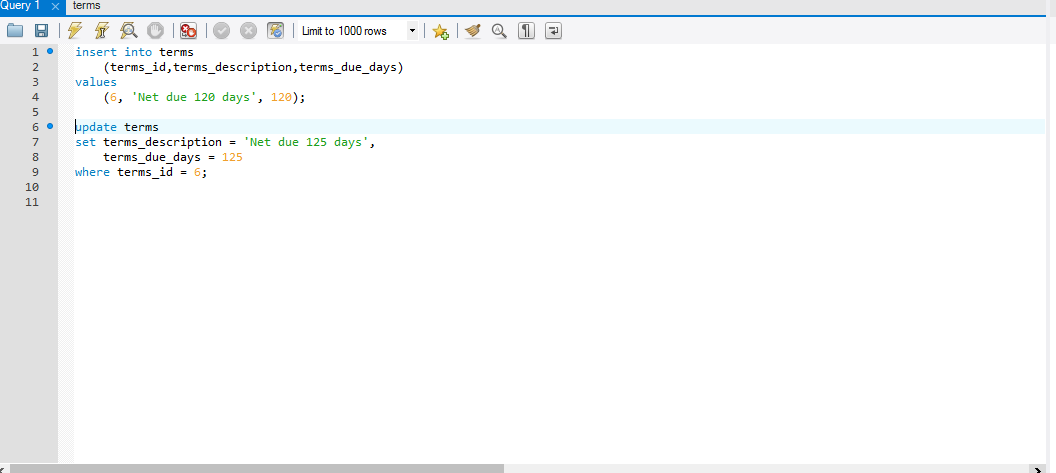 Query 1 × terms
Limit to 1000 rows
1 insert into terms
2 (terms_id,terms_description,terms_due_days)
3 values
4 (6, 'Net due 120 days', 120);
5
6 update terms
7 set terms_description = 'Net due 125 days',
8 terms_due_days = 125
9 where terms_id = 6;
10
11